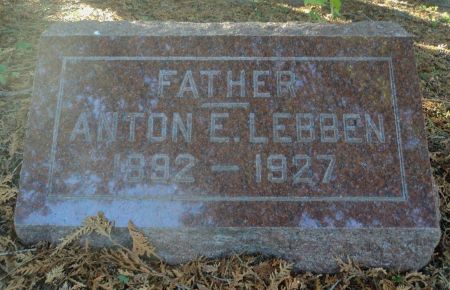 FATHER
ANTON E. LEBBEN
1892 – 1927